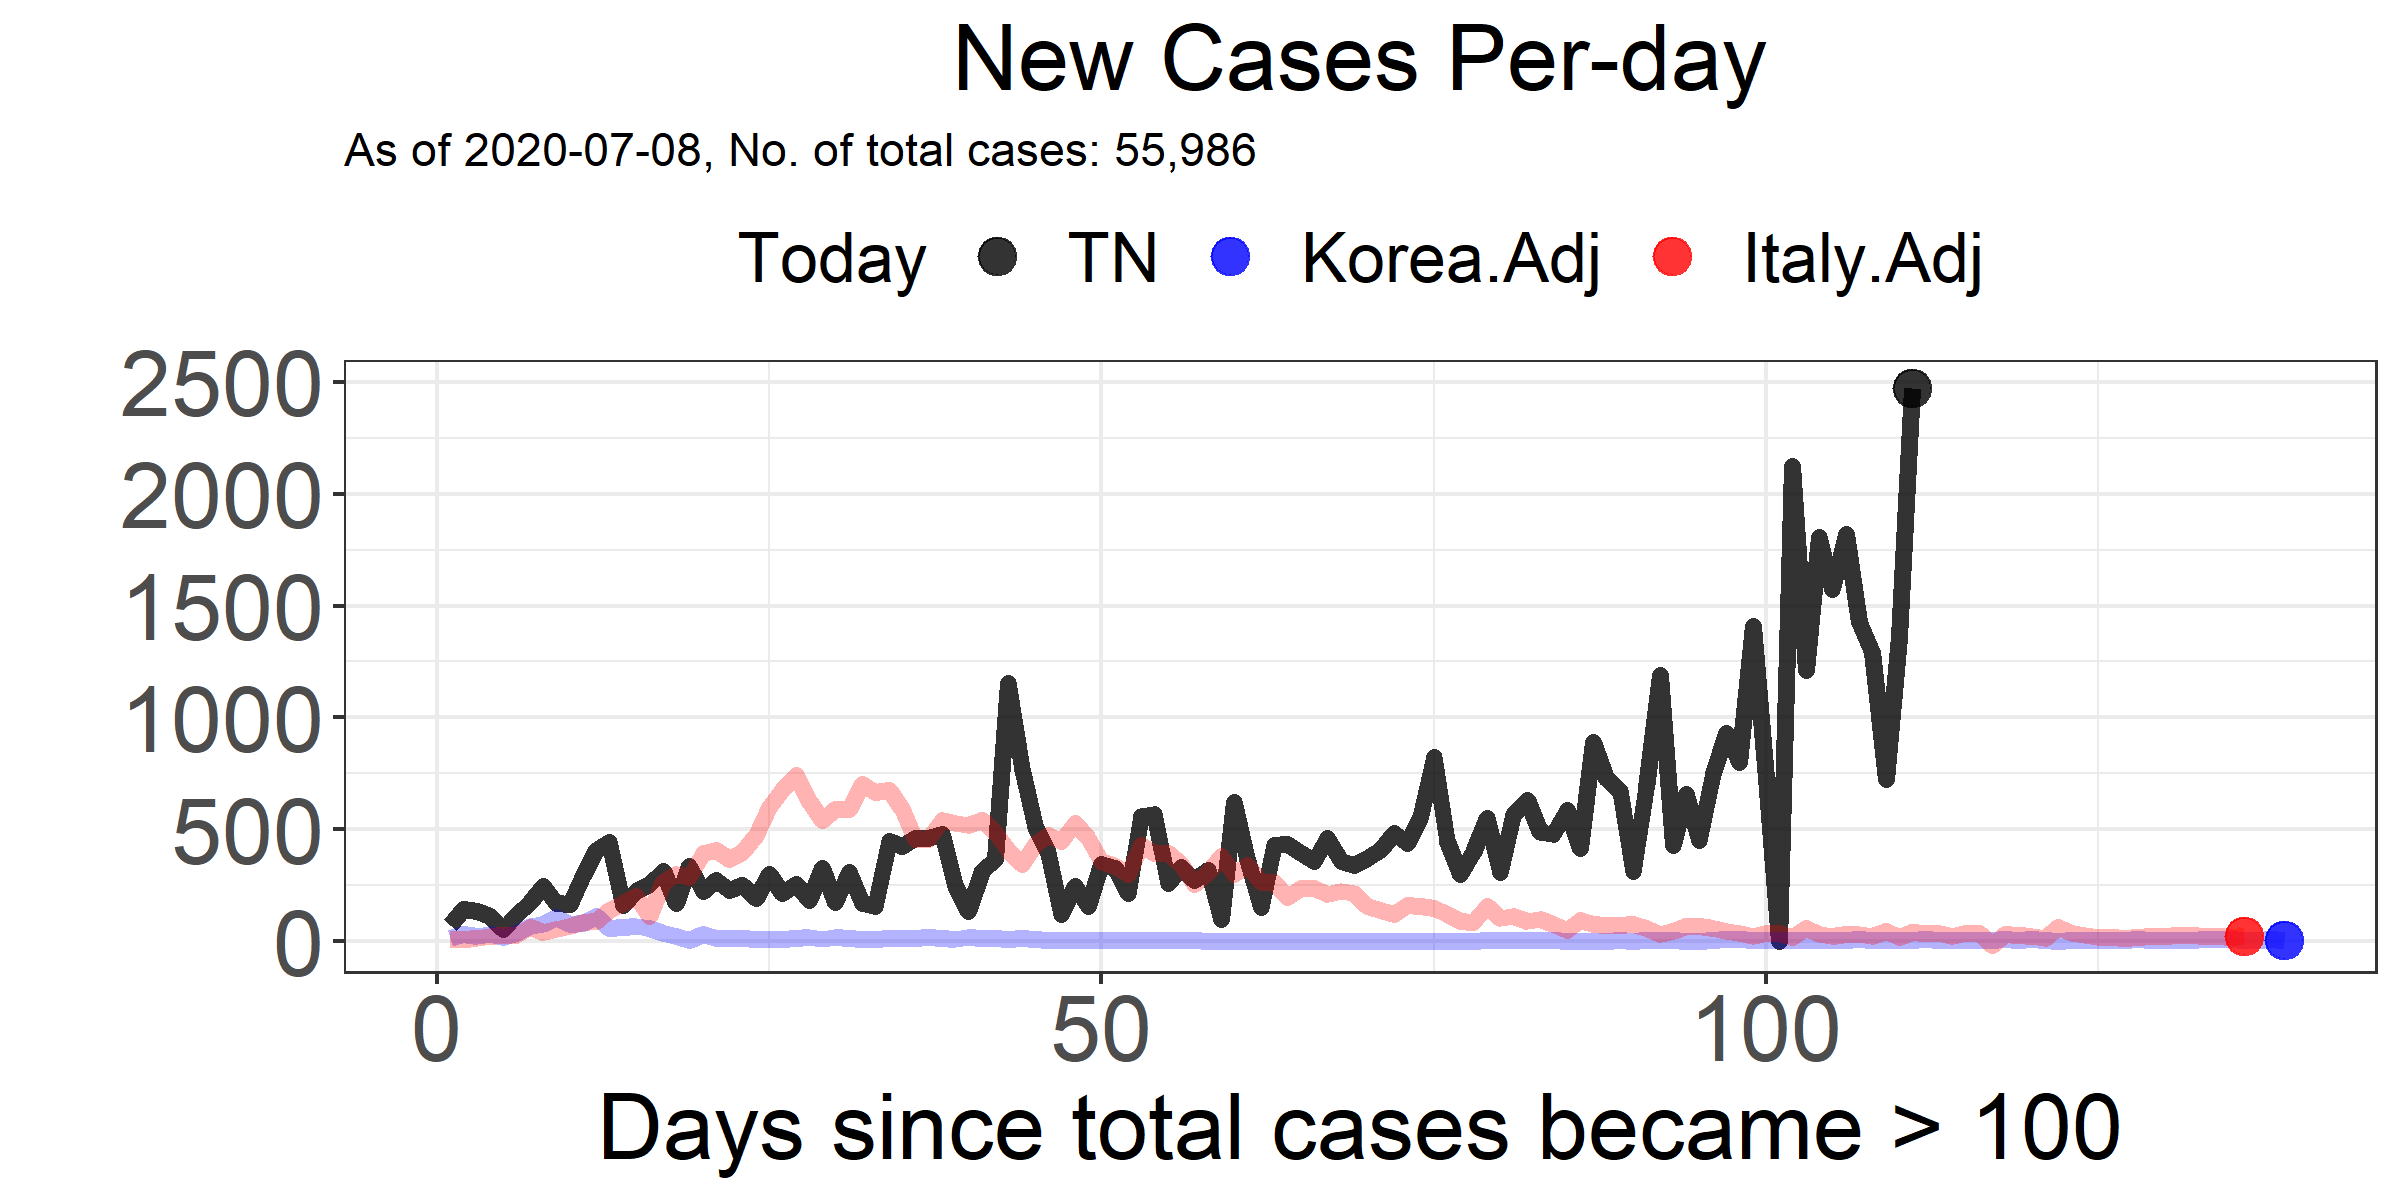 New Cases Per-day
As of 2020-07-08, No. of total cases: 55,986
Today TN Korea.Adj Italy.Adj
2500
2000
1500
1000
500
0
0 50 100
Days since total cases became > 100